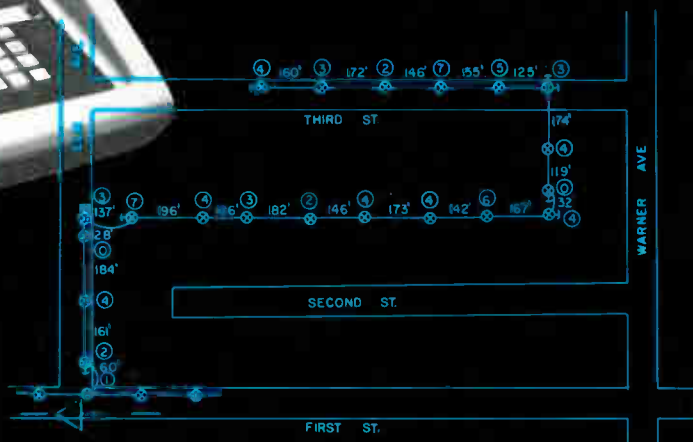 ④ 160' ③ 172' ② 146' ⑦ 155' ⑤ 125' ③
THIRD ST
174'
④
119'
⓪
32
③ ⑦ 196' ④ ③ 182' ② 146' ④ 173' ④ 142' ⑥ 167' ④
137'
28'
⓪
184'
④
161'
②
60'
①
SECOND ST.
FIRST ST.
WARNER AVE